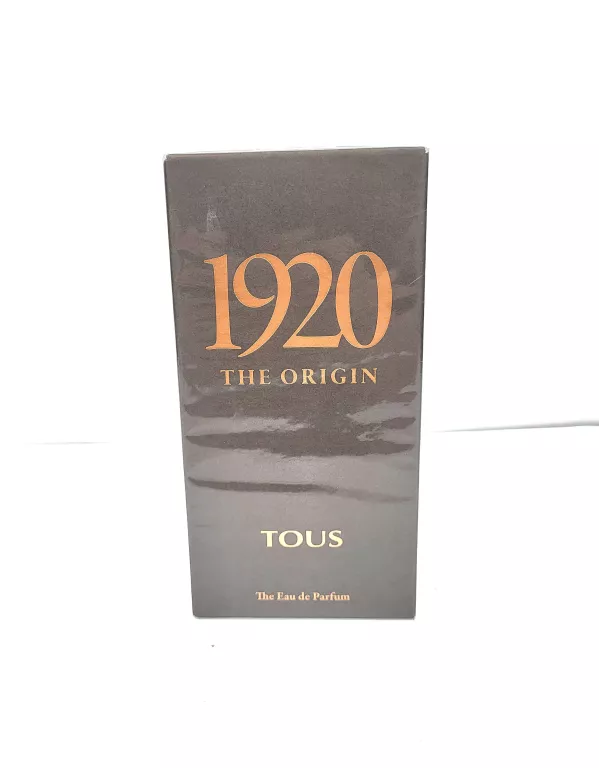 1920
THE ORIGIN
TOUS
The Eau de Parfum